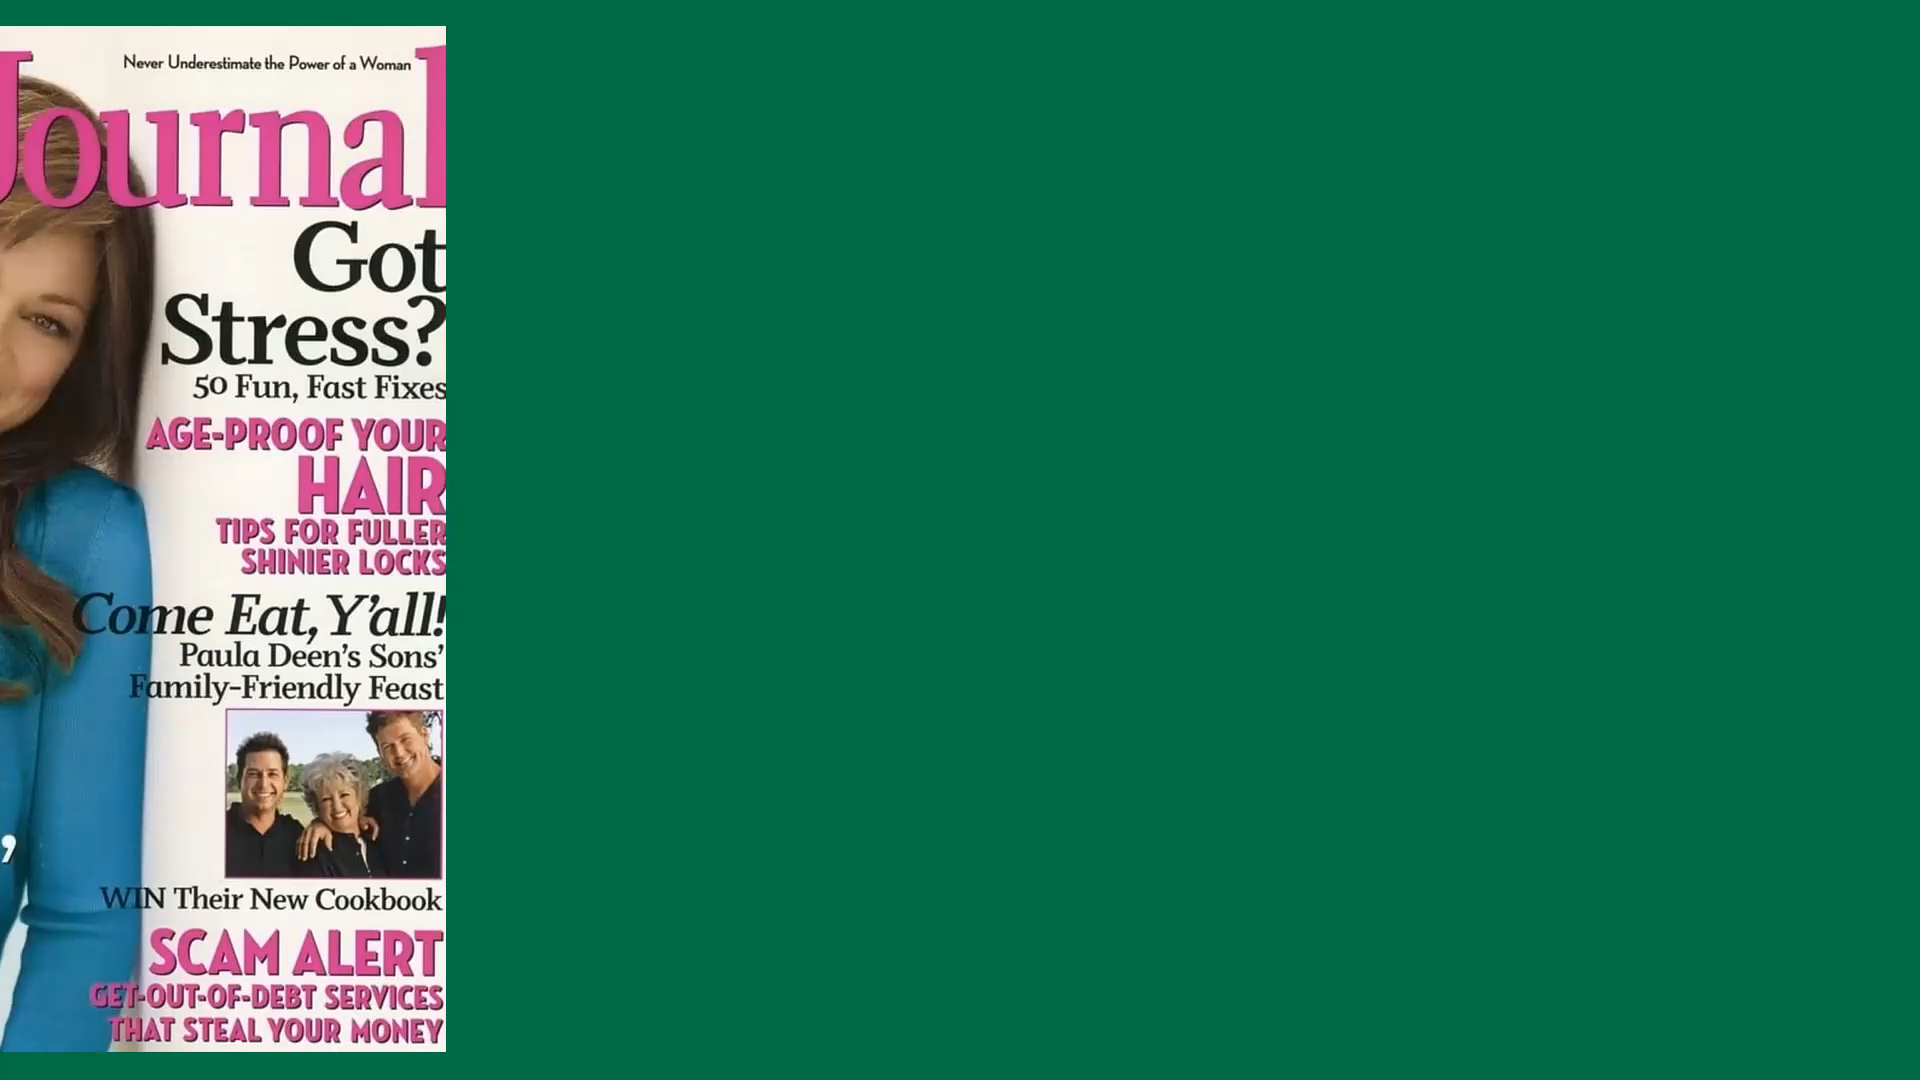 Never Underestimate the Power of a Woman
Journal
Got
Stress?
50 Fun, Fast Fixes
AGE-PROOF YOUR
HAIR
TIPS FOR FULLER
SHINIER LOCKS
Come Eat, Y'all!
Paula Deen's Sons'
Family-Friendly Feast
,
WIN Their New Cookbook
SCAM ALERT
GET-OUT-OF-DEBT SERVICES
THAT STEAL YOUR MONEY